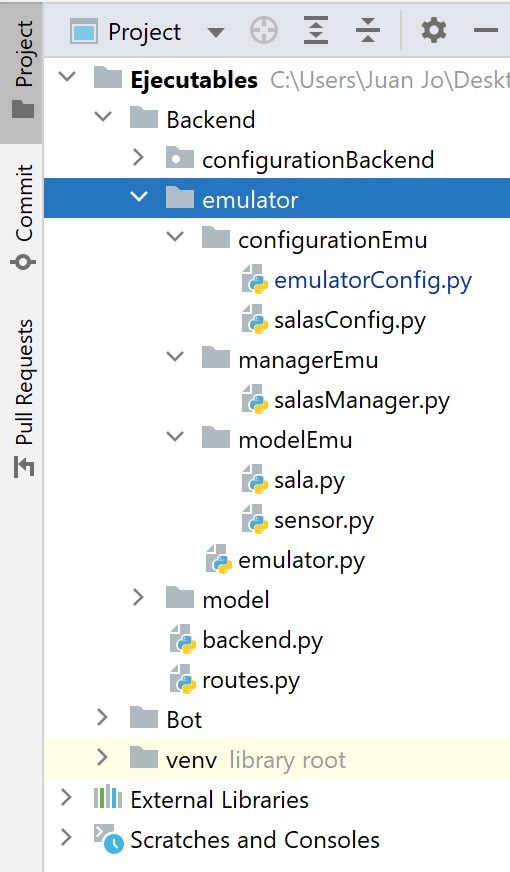 Project
Project
Commit
Pull Requests
Ejecutables C:\Users\Juan Jo\Deskt
Backend
configurationBackend
emulator
configurationEmu
emulatorConfig.py
salasConfig.py
managerEmu
salasManager.py
modelEmu
sala.py
sensor.py
emulator.py
model
backend.py
routes.py
Bot
venv library root
External Libraries
Scratches and Consoles